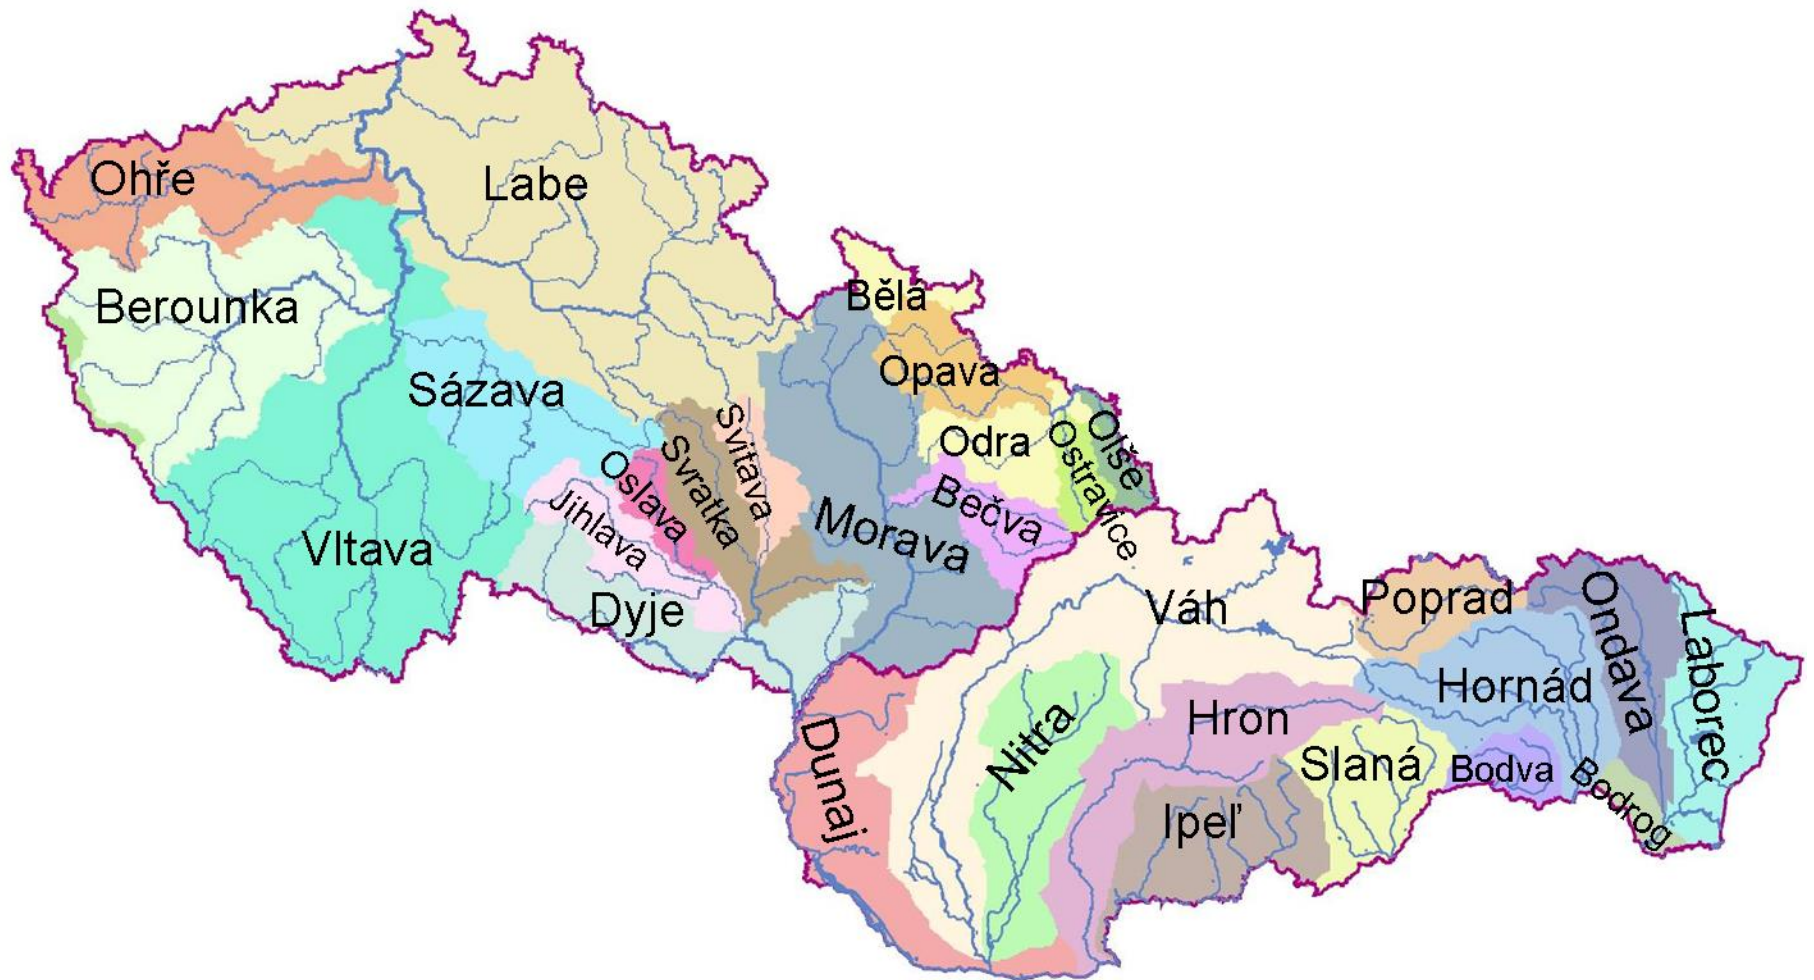 Ohře
Labe
Berounka
Bělá
Sázava
Opava
Svitava
Svratka
Oslava
Jihlava
Odra
Ostravice
Olše
Bečva
Morava
Vltava
Dyje
Váh
Poprad
Ondava
Laborec
Hornád
Hron
Nitra
Dunaj
Slaná
Bodva
Bodrog
Ipeľ